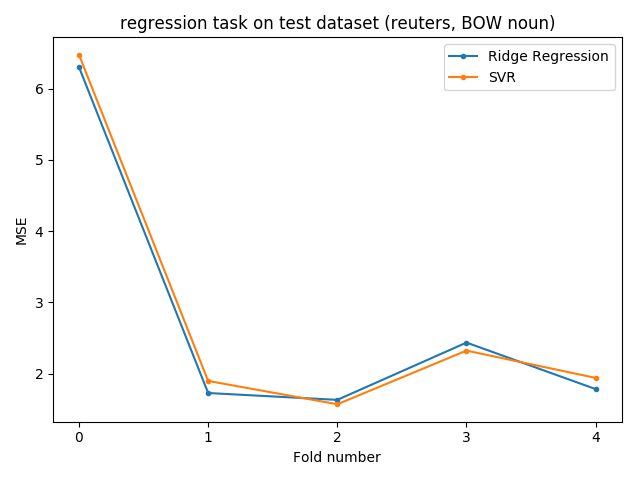 regression task on test dataset (reuters, BOW noun)
Ridge Regression
SVR
MSE
6
5
4
3
2
0 1 2 3 4
Fold number